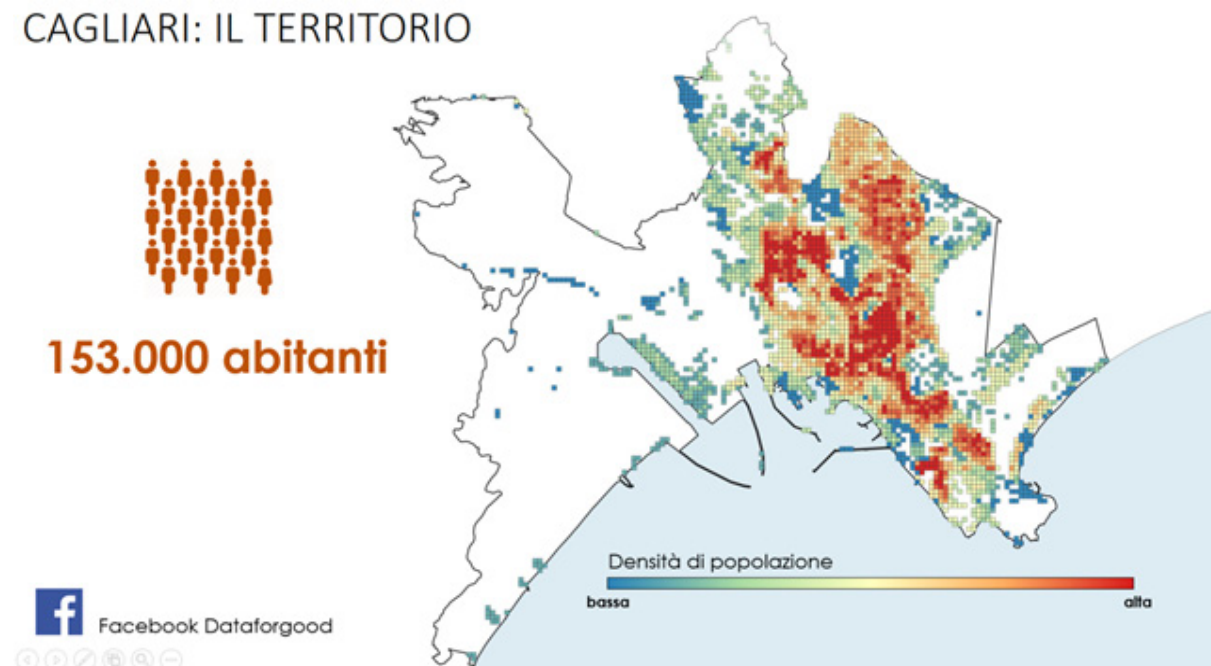 CAGLIARI: IL TERRITORIO
153.000 abitanti
Densità di popolazione
bassa
alta
Facebook Dataforgood